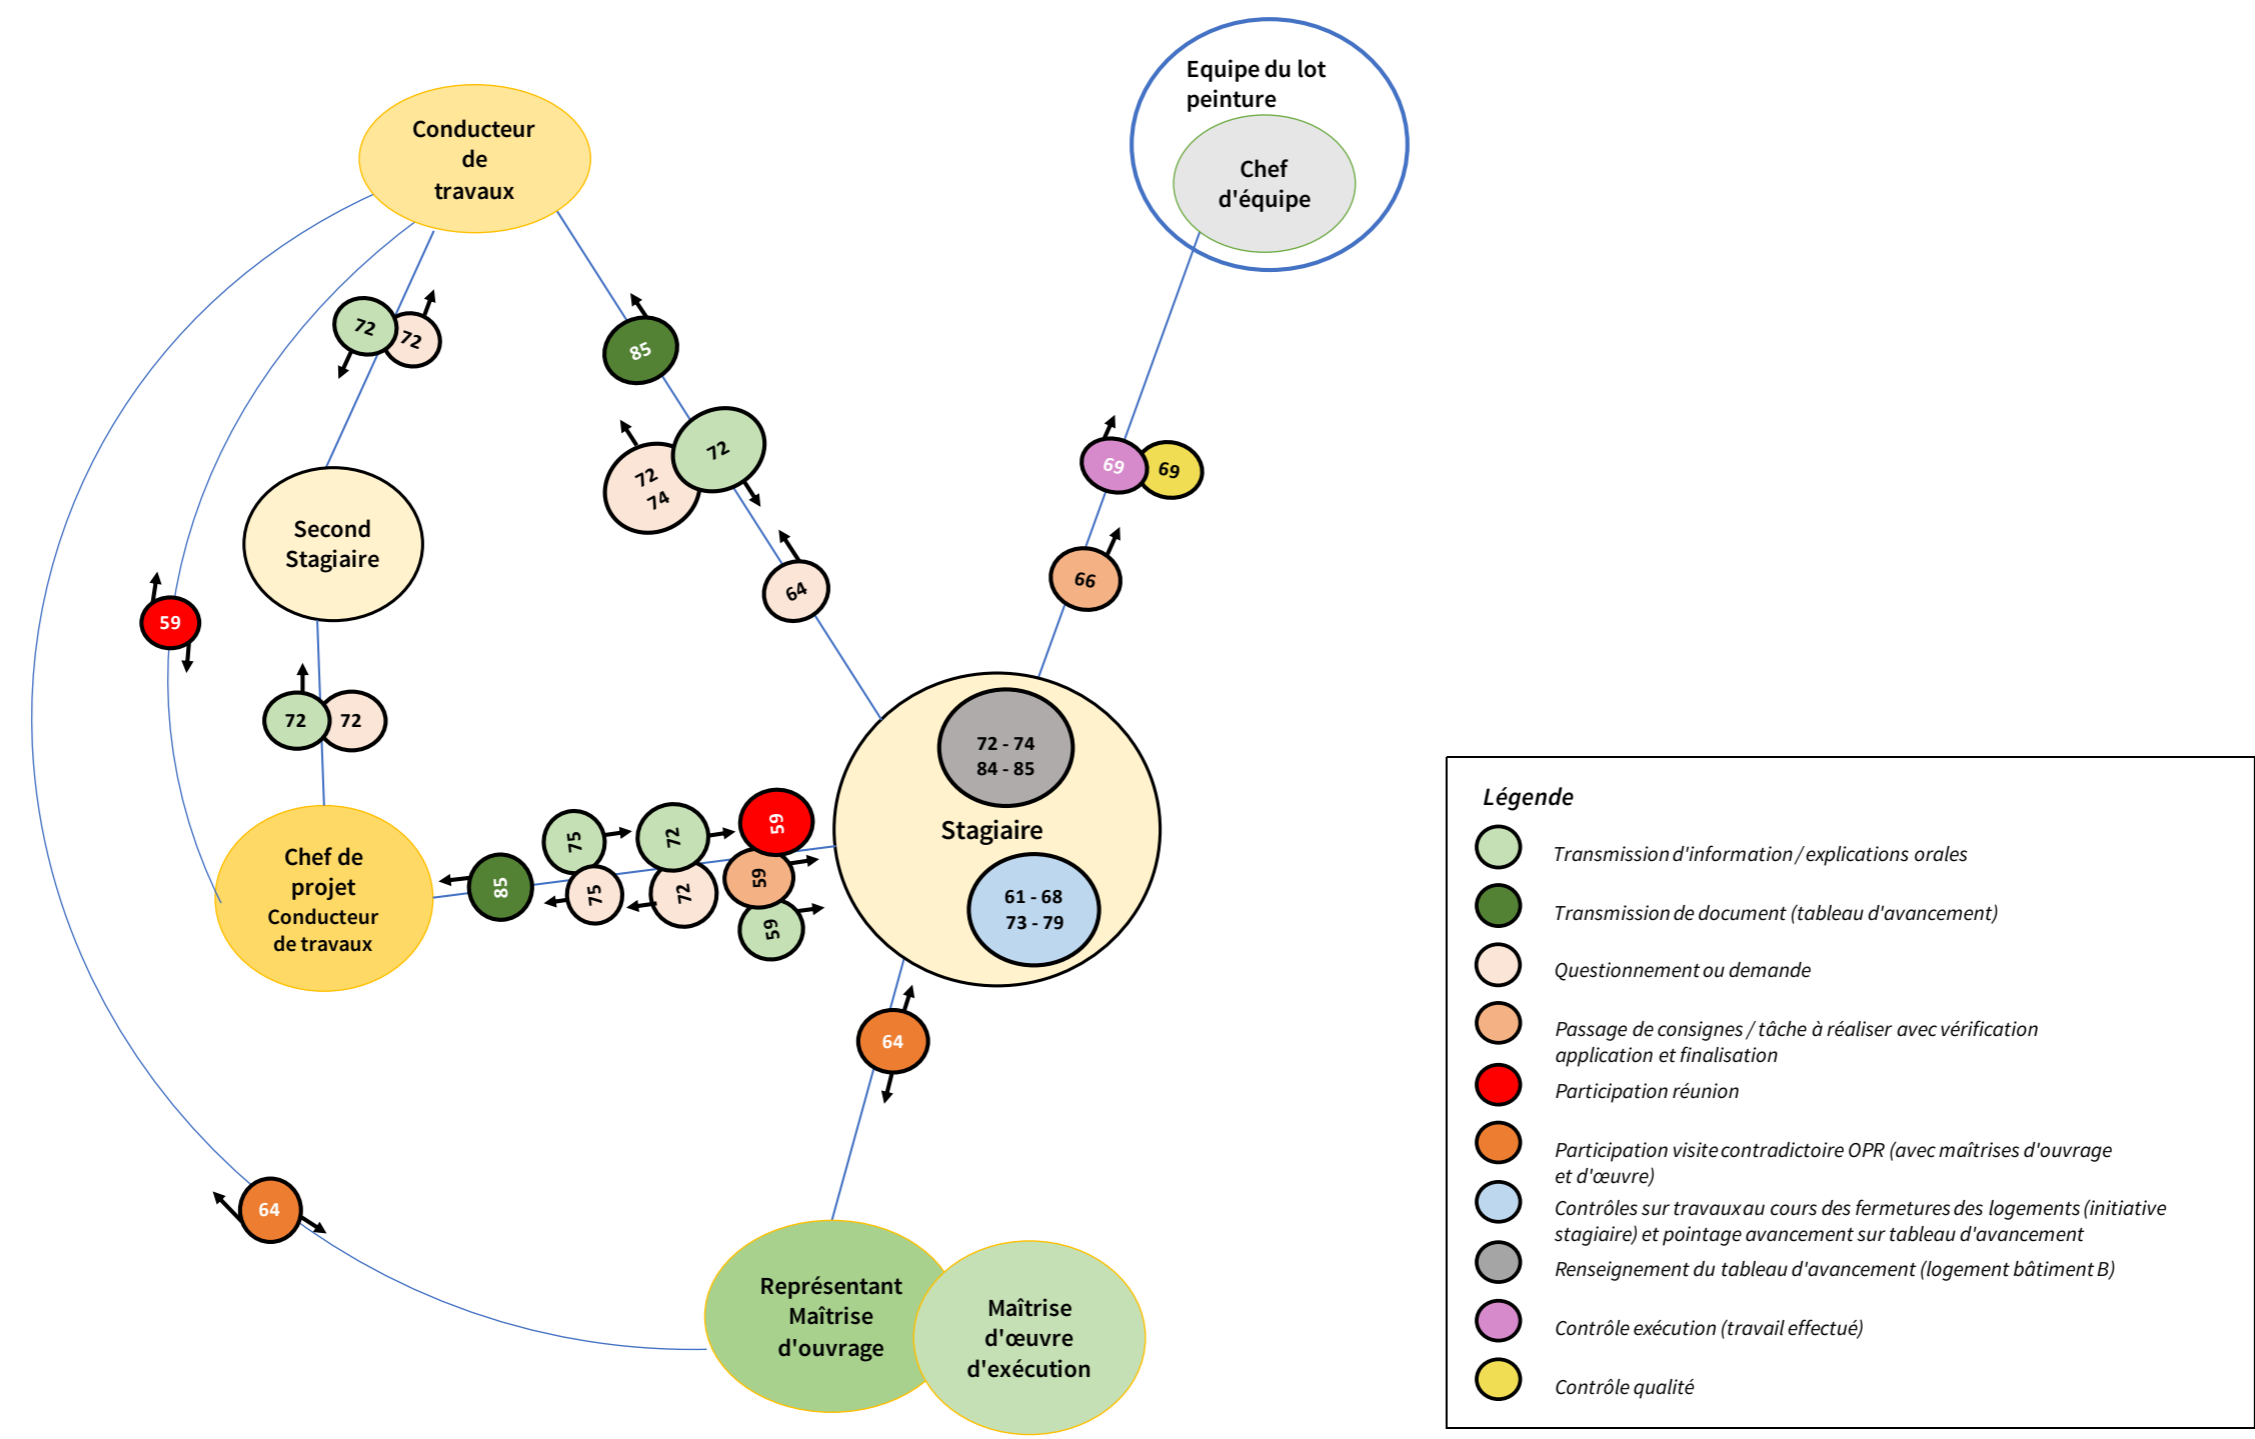 Equipe du lot
peinture
Chef
d'équipe
Conducteur
de
travaux
72
72
85
72
72
74
64
69
69
66
Second
Stagiaire
59
72
72
72 - 74
84 - 85
Stagiaire
61 - 68
73 - 79
Chef de
projet
Conducteur
de travaux
85
75
75
72
72
59
59
59
64
64
Représentant
Maîtrise
d'ouvrage
Maîtrise
d'œuvre
d'exécution
Légende
Transmission d'information / explications orales
Transmission de document (tableau d'avancement)
Questionnement ou demande
Passage de consignes / tâche à réaliser avec vérification
application et finalisation
Participation réunion
Participation visite contradictoire OPR (avec maîtrises d'ouvrage
et d'œuvre)
Contrôles sur travaux au cours des fermetures des logements (initiative
stagiaire) et pointage avancement sur tableau d'avancement
Renseignement du tableau d'avancement (logement bâtiment B)
Contrôle exécution (travail effectué)
Contrôle qualité